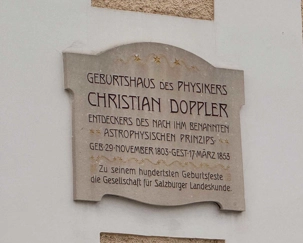 GEBURTSHAUS DES PHYSIKERS
CHRISTIAN DOPPLER
ENTDECKERS DES NACH IHM BENANNTEN
ASTROPHYSISCHEN PRINZIPS
GEB·29·NOVEMBER·1803·GEST·17·MÄRZ·1853
Zu seinem hundertsten Geburtsfeste
die Gesellschaft für Salzburger Landeskunde